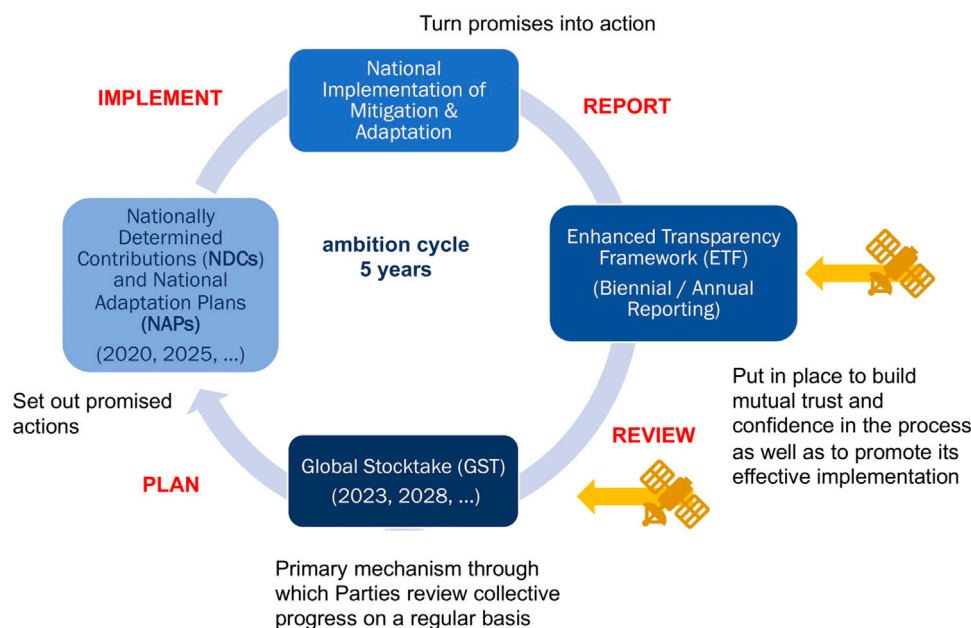 Turn promises into action
National
Implementation of
Mitigation &
Adaptation
IMPLEMENT
REPORT
Nationally
Determined
Contributions (NDCs)
and National
Adaptation Plans
(NAPs)
(2020, 2025, ...)
ambition cycle
5 years
Enhanced Transparency
Framework (ETF)
(Biennial / Annual
Reporting)
Set out promised
actions
Put in place to build
mutual trust and
confidence in the process
as well as to promote its
effective implementation
REVIEW
PLAN
Global Stocktake (GST)
(2023, 2028, ...)
Primary mechanism through
which Parties review collective
progress on a regular basis